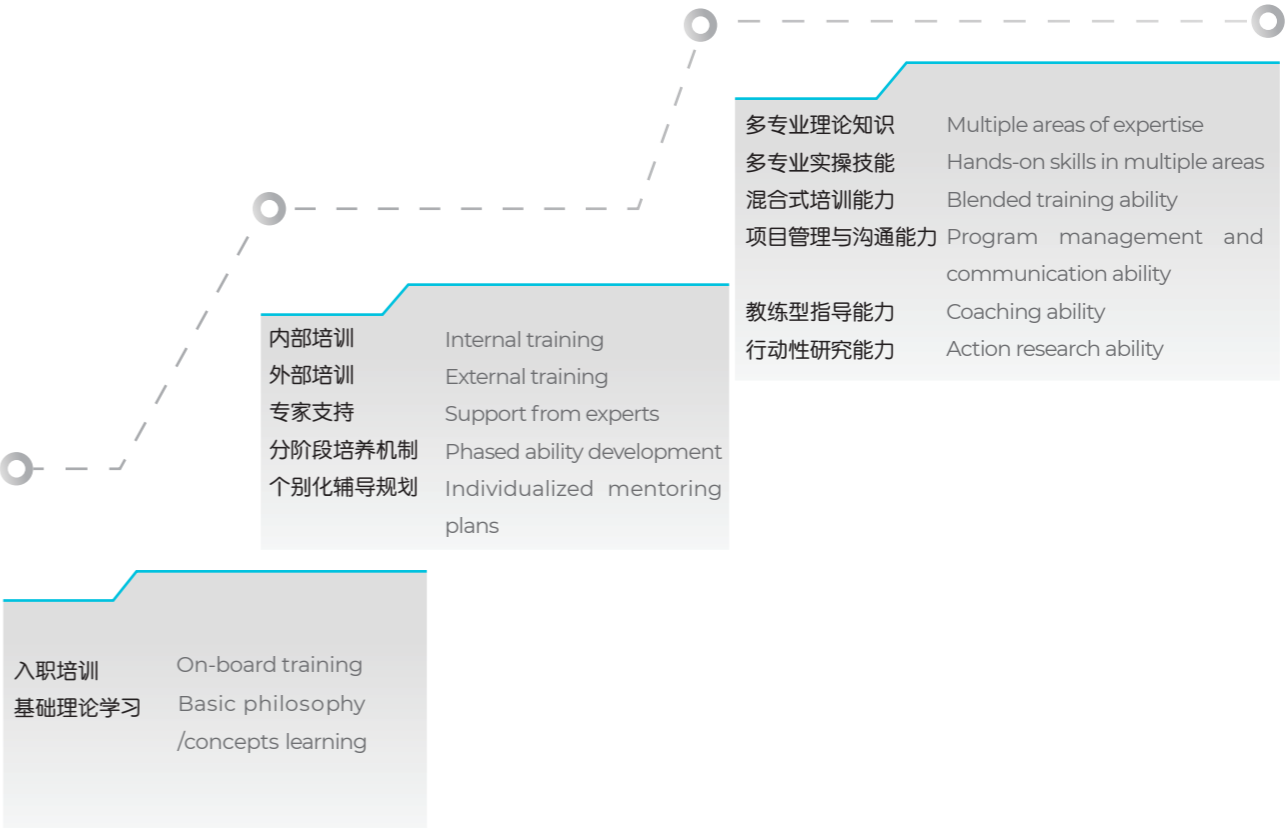 多专业理论知识 Multiple areas of expertise
多专业实操技能 Hands-on skills in multiple areas
混合式培训能力 Blended training ability
项目管理与沟通能力 Program management and
communication ability
教练型指导能力 Coaching ability
行动性研究能力 Action research ability
内部培训 Internal training
外部培训 External training
专家支持 Support from experts
分阶段培养机制 Phased ability development
个别化辅导规划 Individualized mentoring
plans
入职培训 On-board training
基础理论学习 Basic philosophy
/concepts learning